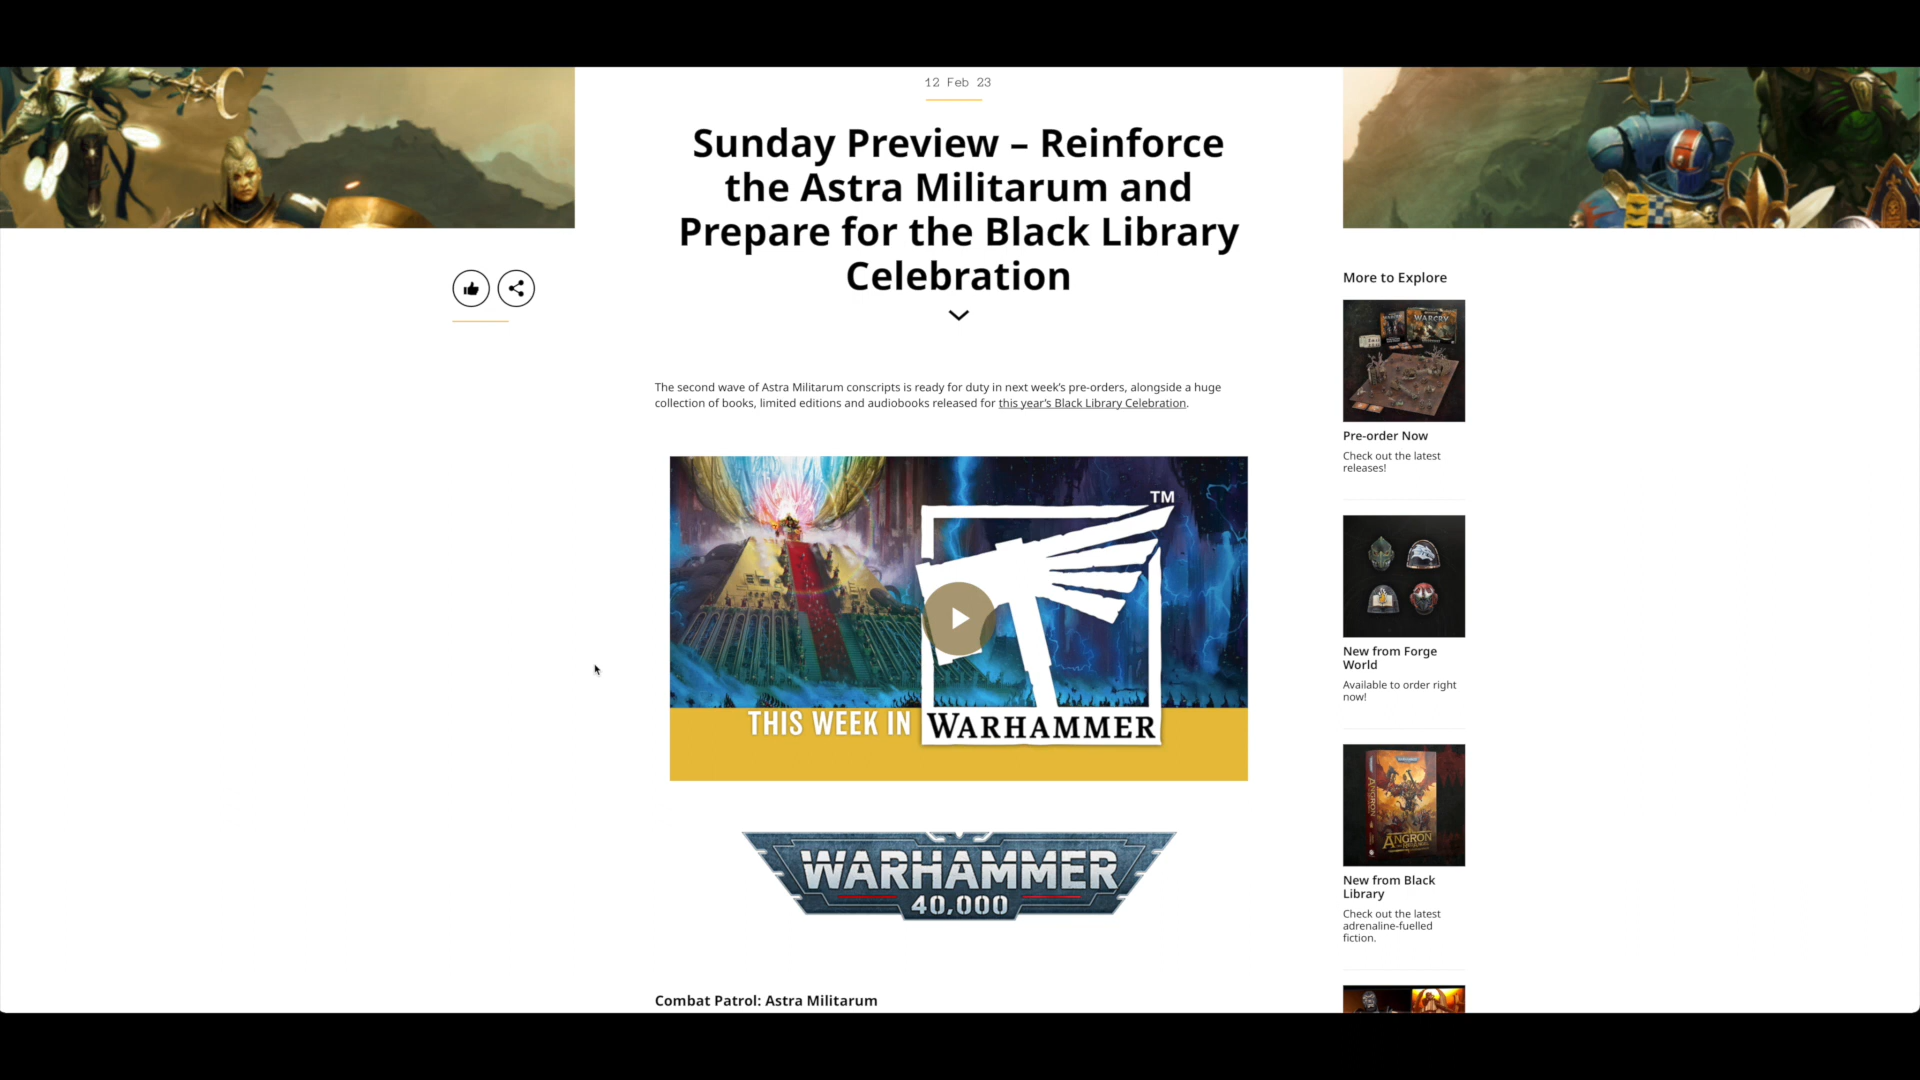 12 Feb 23
Sunday Preview – Reinforce
the Astra Militarum and
Prepare for the Black Library
Celebration
The second wave of Astra Militarum conscripts is ready for duty in next week's pre-orders, alongside a huge
collection of books, limited editions and audiobooks released for this year's Black Library Celebration.
TM
THIS WEEK IN WARHAMMER
WARHAMMER
40,000
Combat Patrol: Astra Militarum
More to Explore
WARCRY
Pre-order Now
Check out the latest
releases!
New from Forge
World
Available to order right
now!
ANGRON
New from Black
Library
Check out the latest
adrenaline-fuelled
fiction.